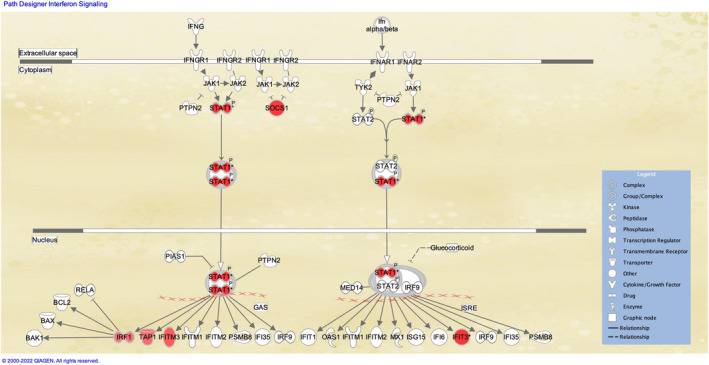 Path Designer Interferon Signaling
IFNG
Ifn
alpha/beta
Extracellular space
IFNGR1 IFNGR2 IFNGR1 IFNGR2 IFNAR1 IFNAR2
Cytoplasm
JAK1 JAK2 JAK1 JAK2 TYK2 JAK1
PTPN2
PTPN2 STAT1* P SOCS1 STAT2 P STAT1* P
P P
STAT1* STAT2
P P
STAT1* STAT1*
Nucleus
PIAS1 PTPN2 Glucocorticoid
P P
STAT1* STAT1*
P P
STAT1* MED14 STAT2 IRF9
RELA GAS ISRE
BCL2
BAX
BAK1 IRF1 TAP1 IFITM3 IFITM1 IFITM2 PSMB8 IFI35 IRF9 IFIT1 OAS1 IFITM1 IFITM2 MX1 ISG15 IFI6 IFIT3* IRF9 IFI35 PSMB8
Legend
Complex
Group/Complex
Kinase
Peptidase
Phosphatase
Transcription Regulator
Transmembrane Receptor
Transporter
Other
Cytokine/Growth Factor
Drug
Enzyme
Graphic node
Relationship
Relationship
© 2000-2022 QIAGEN. All rights reserved.